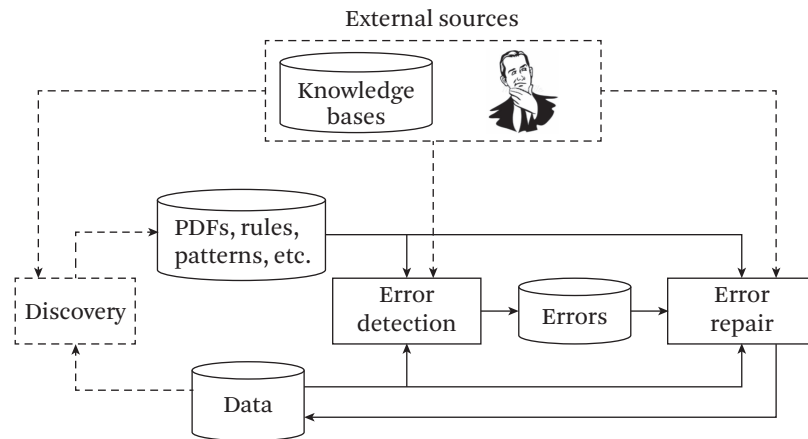 External sources
Knowledge
bases
PDFs, rules,
patterns, etc.
Discovery
Error
detection
Errors
Error
repair
Data